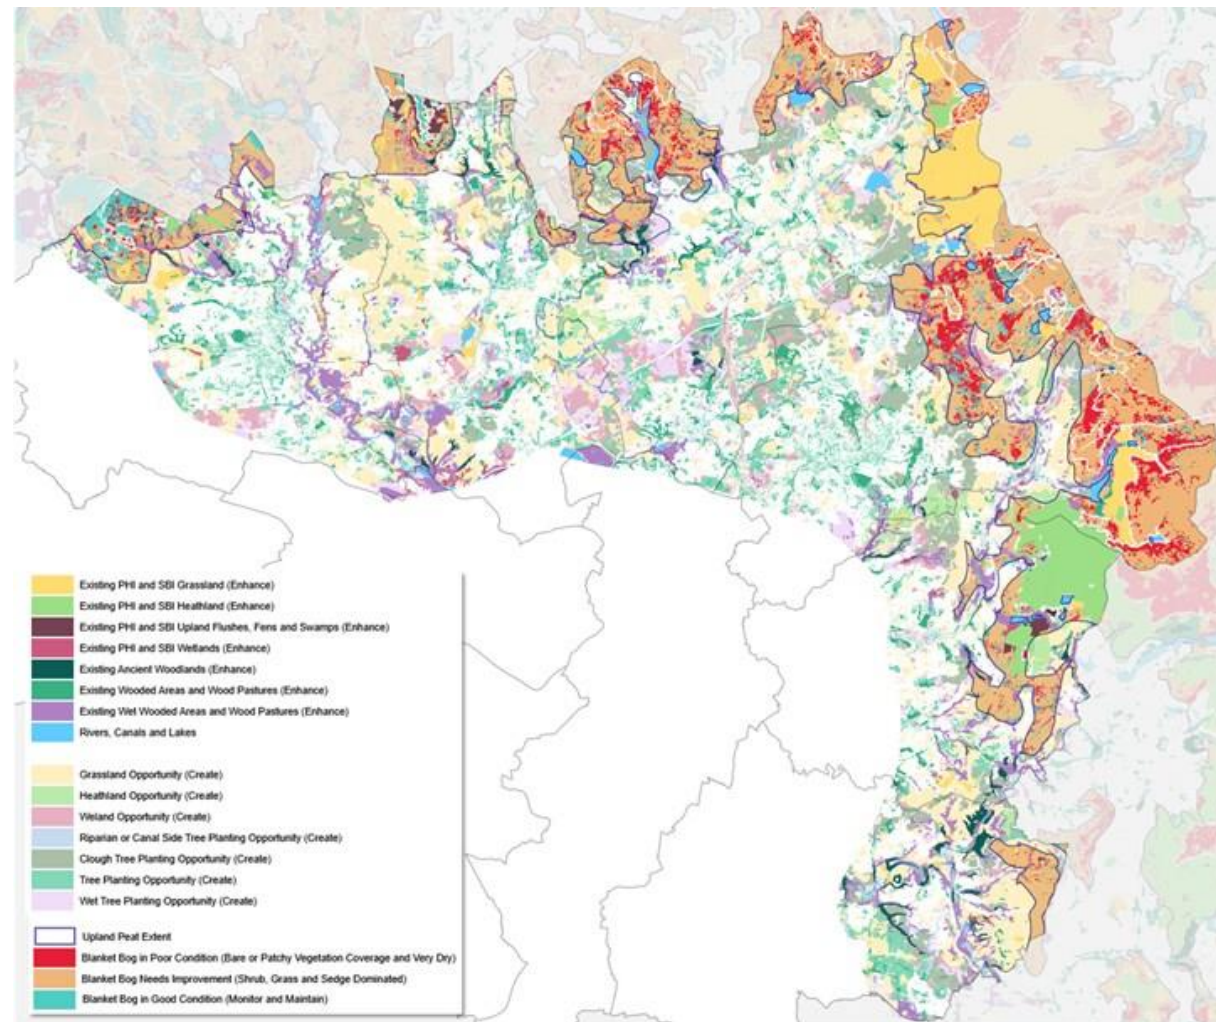 Existing PHI and SBI Grassland (Enhance)
Existing PHI and SBI Heathland (Enhance)
Existing PHI and SBI Upland Flushes, Fens and Swamps (Enhance)
Existing PHI and SBI Wetlands (Enhance)
Existing Ancient Woodlands (Enhance)
Existing Wooded Areas and Wood Pastures (Enhance)
Existing Wet Wooded Areas and Wood Pastures (Enhance)
Rivers, Canals and Lakes
Grassland Opportunity (Create)
Heathland Opportunity (Create)
Weland Opportunity (Create)
Riparian or Canal Side Tree Planting Opportunity (Create)
Clough Tree Planting Opportunity (Create)
Tree Planting Opportunity (Create)
Wet Tree Planting Opportunity (Create)
Upland Peat Extent
Blanket Bog in Poor Condition (Bare or Patchy Vegetation Coverage and Very Dry)
Blanket Bog Needs Improvement (Shrub, Grass and Sedge Dominated)
Blanket Bog in Good Condition (Monitor and Maintain)